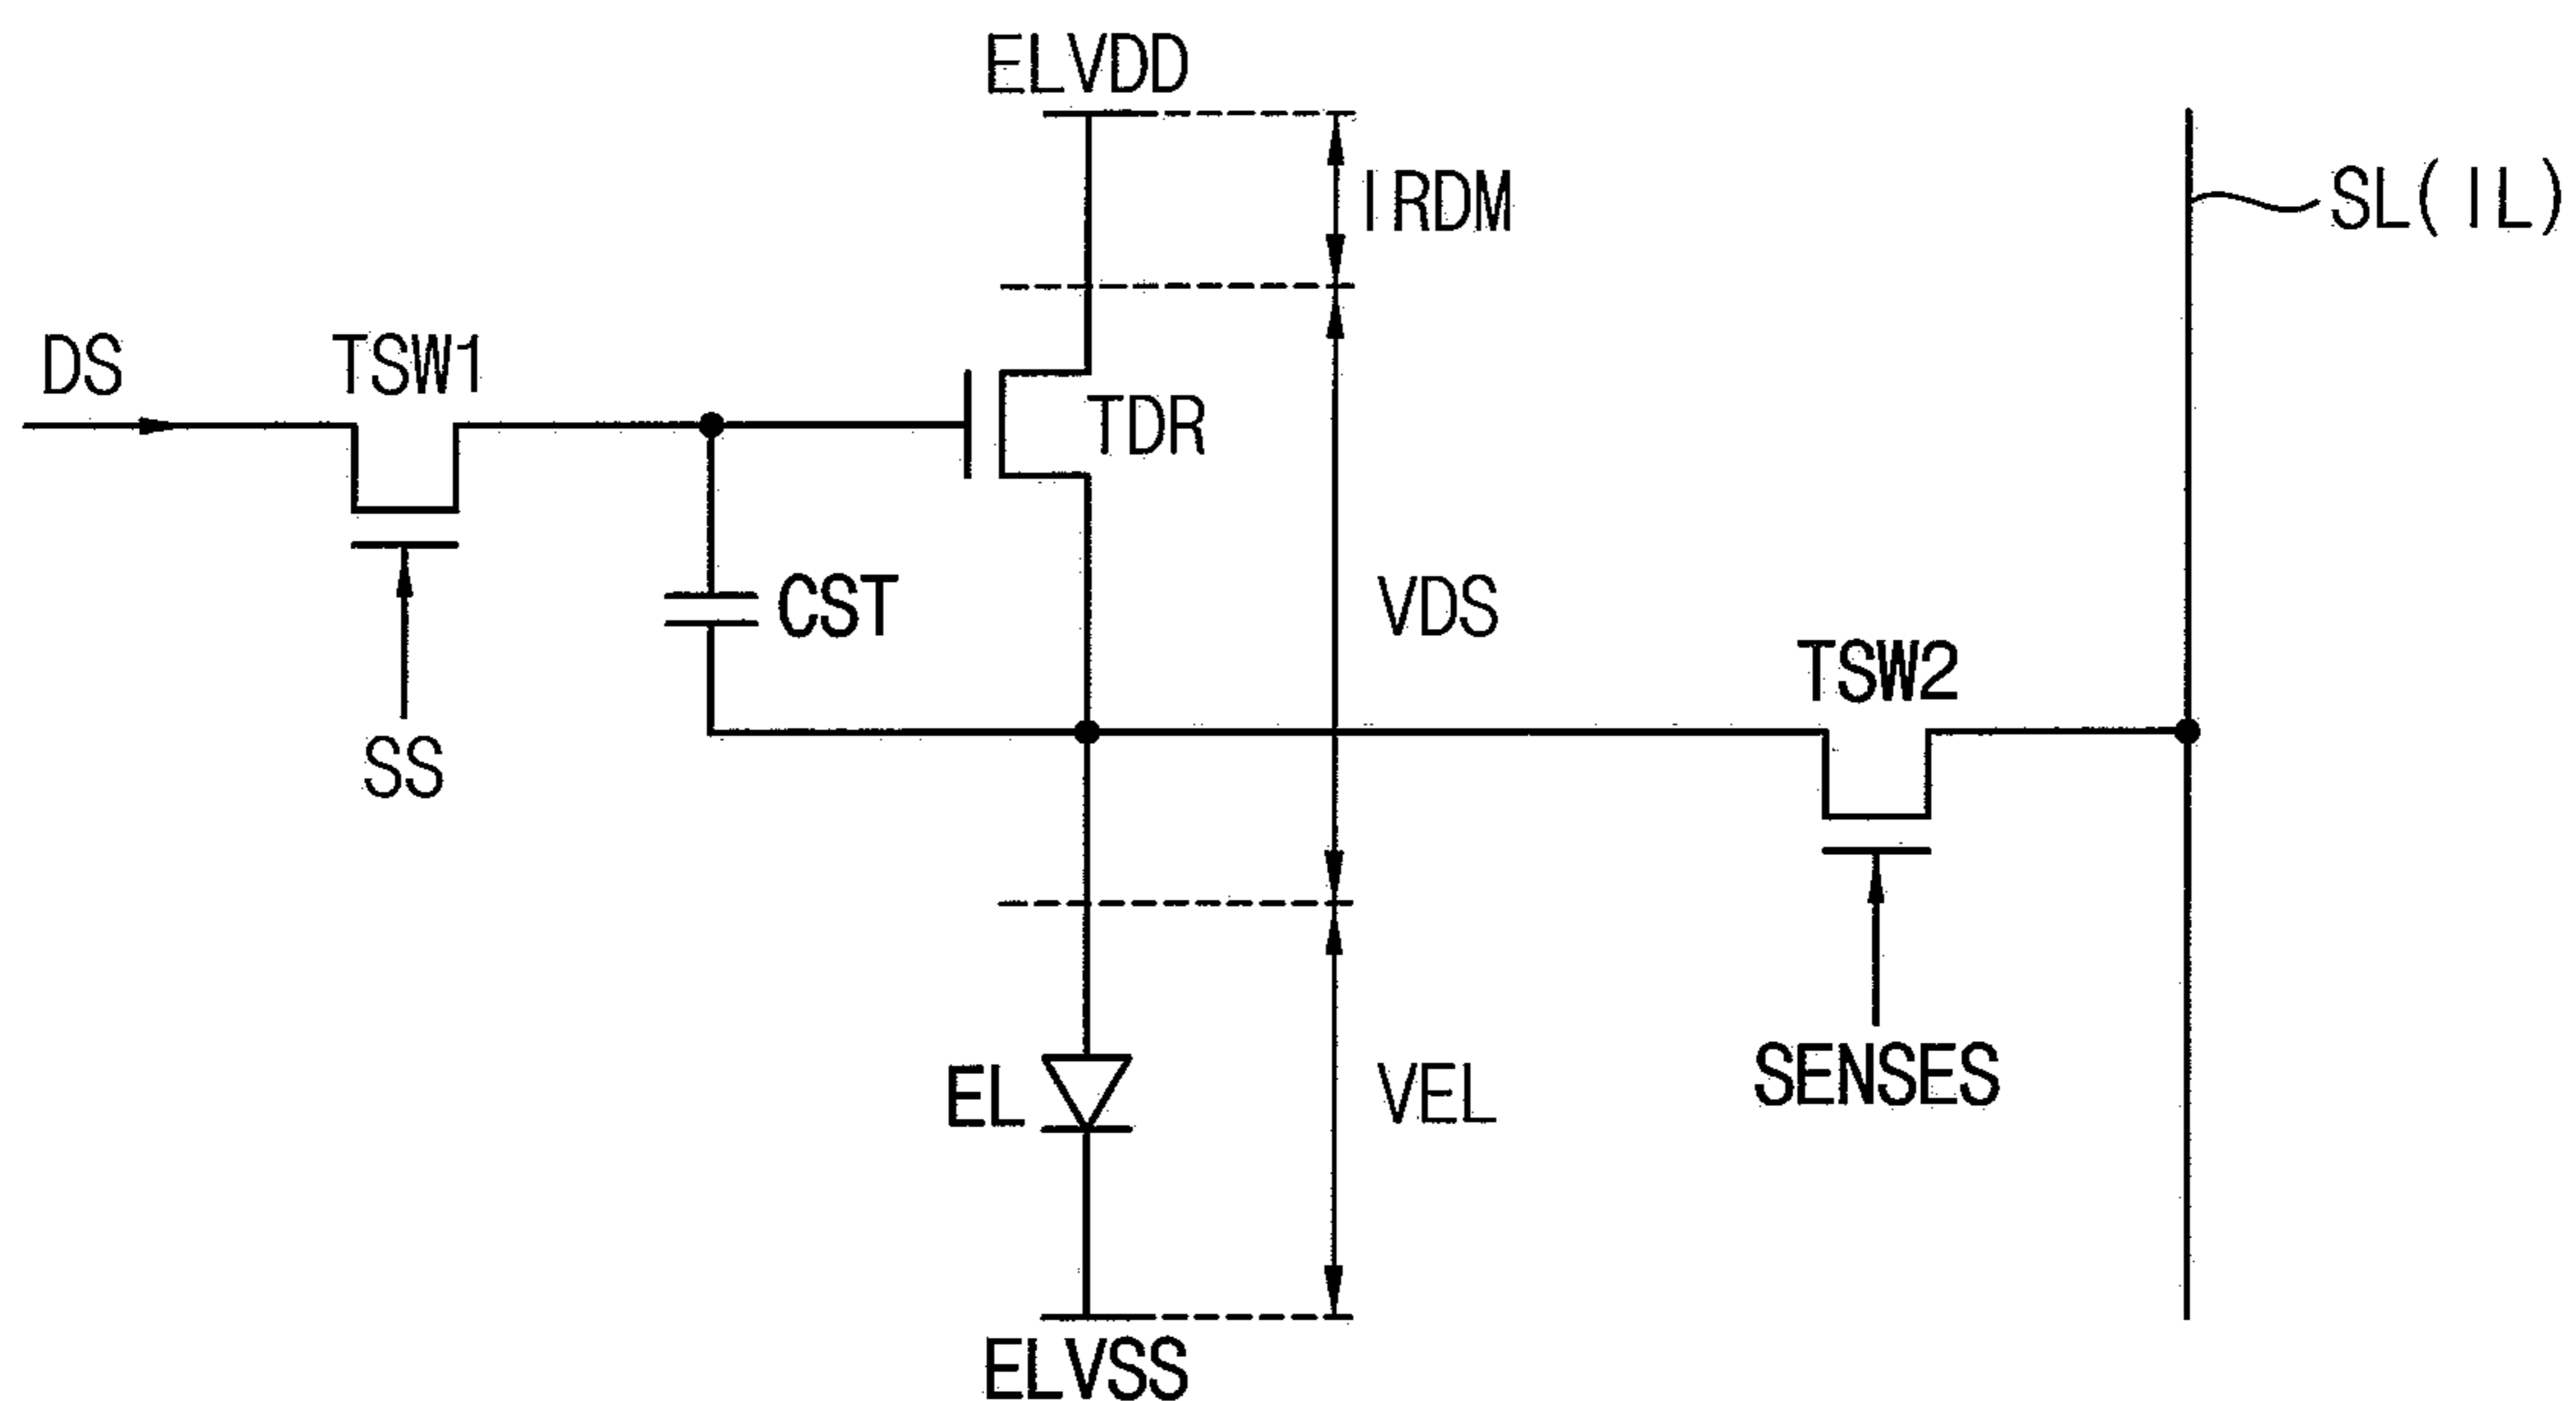 ELVDD
IRDM
SL(IL)
DS
TSW1
TDR
CST
VDS
TSW2
SS
EL
VEL
SENSES
ELVSS